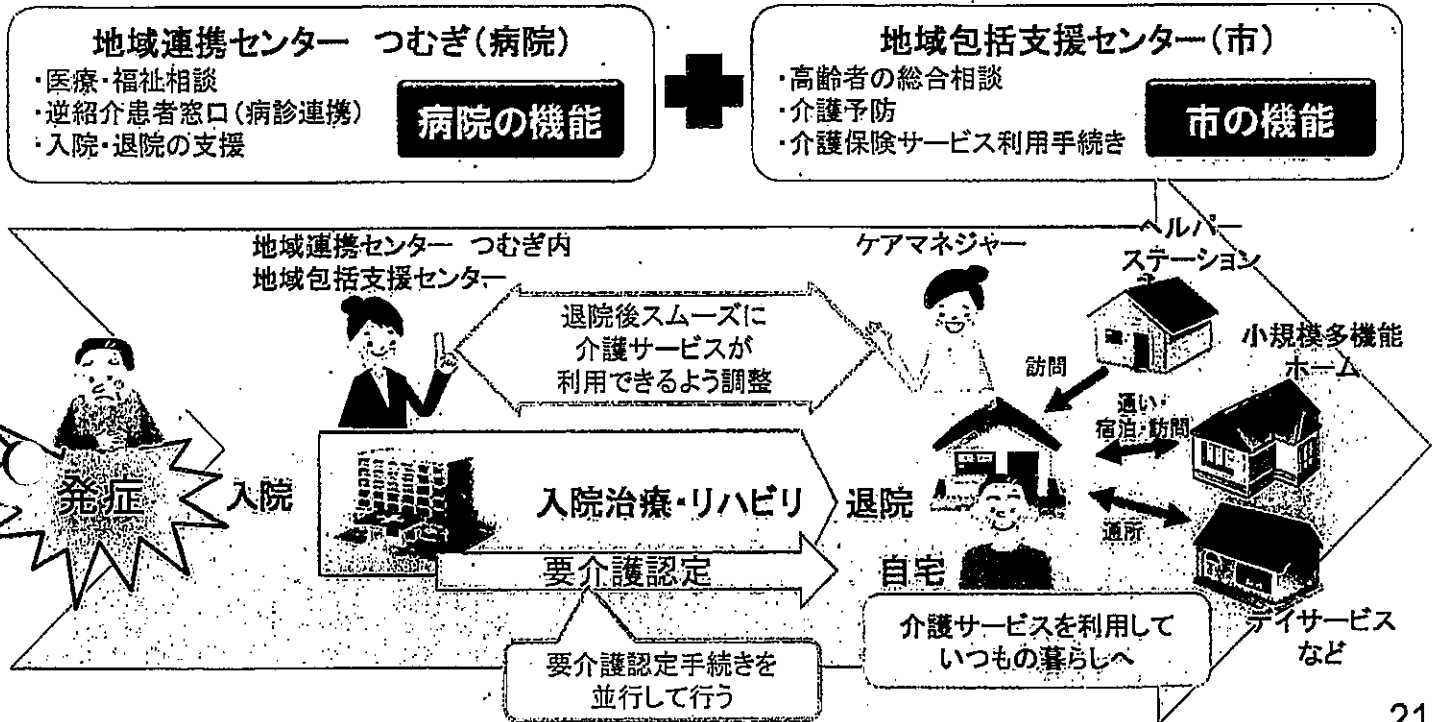 地域連携センター つむぎ(病院)
・医療・福祉相談
・逆紹介患者窓口(病診連携)
・入院・退院の支援
病院の機能
地域包括支援センター(市)
・高齢者の総合相談
・介護予防
・介護保険サービス利用手続き
市の機能
地域連携センター つむぎ内
地域包括支援センター
退院後スムーズに
介護サービスが
利用できるよう調整
ケアマネジャー
ヘルパー
ステーション
訪問
小規模多機能
ホーム
通い・
宿泊・訪問
通所
デイサービス
など
発症
入院
入院治療・リハビリ
退院
要介護認定
自宅
要介護認定手続きを
並行して行う
介護サービスを利用して
いつもの暮らしへ
21